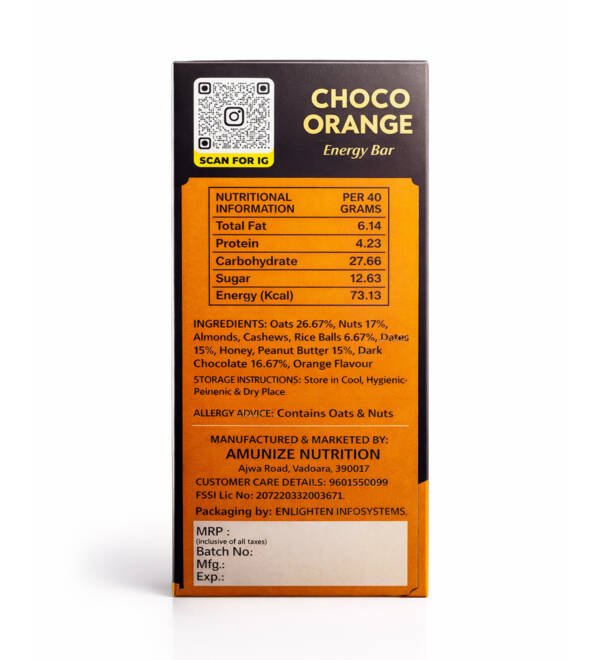 CHOCO
ORANGE
Energy Bar
SCAN FOR IG
NUTRITIONAL INFORMATION PER 40 GRAMS
Total Fat 6.14
Protein 4.23
Carbohydrate 27.66
Sugar 12.63
Energy (Kcal) 73.13
INGREDIENTS: Oats 26.67%, Nuts 17%,
Almonds, Cashews, Rice Balls 6.67%, Dates
15%, Honey, Peanut Butter 15%, Dark
Chocolate 16.67%, Orange Flavour
STORAGE INSTRUCTIONS: Store in Cool, Hygienic-
Peinenic & Dry Place
ALLERGY ADVICE: Contains Oats & Nuts
MANUFACTURED & MARKETED BY:
AMUNIZE NUTRITION
Ajwa Road, Vadoara, 390017
CUSTOMER CARE DETAILS: 9601550099
FSSI Lic No: 207220332003671.
Packaging by: ENLIGHTEN INFOSYSTEMS.
MRP :
(inclusive of all taxes)
Batch No:
Mfg.:
Exp.: